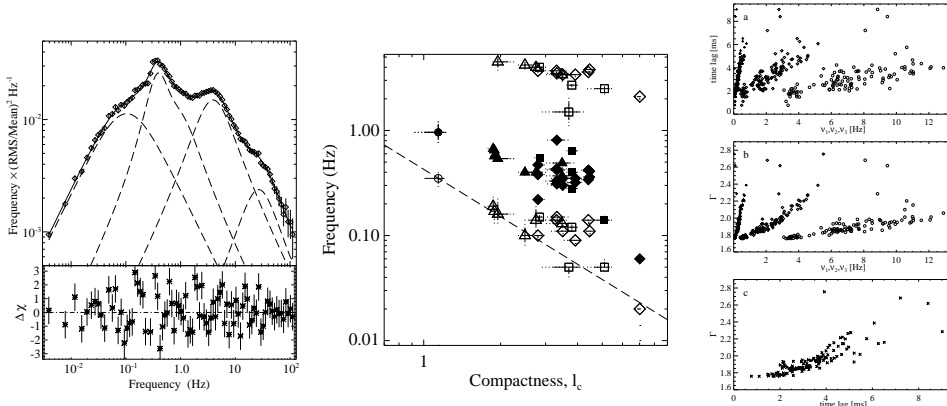 Frequency × (RMS/Mean)² Hz⁻¹
10⁻²
10⁻³
Δχ
3
2
1
0
-1
-2
-3
10⁻² 10⁻¹ 1.0 10¹ 10²
Frequency (Hz)
Frequency (Hz)
1.00
0.10
0.01
1
Compactness, l_c
a
time lag [ms]
8
6
4
2
0
0 2 4 6 8 10 12
ν₁,ν₂,ν₃ [Hz]
b
Γ
2.6
2.4
2.2
2.0
1.8
1.6
0 2 4 6 8 10 12
ν₁,ν₂,ν₃ [Hz]
c
Γ
2.6
2.4
2.2
2.0
1.8
1.6
0 2 4 6 8
time lag [ms]